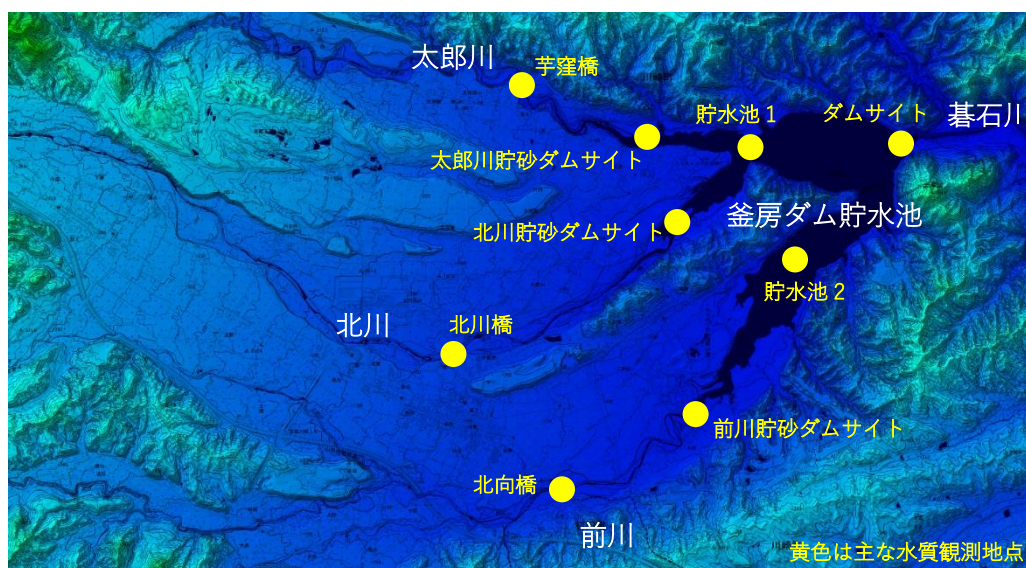 太郎川
芋窪橋
貯水池1
ダムサイト
碁石川
太郎川貯砂ダムサイト
釜房ダム貯水池
北川貯砂ダムサイト
貯水池2
北川
北川橋
前川貯砂ダムサイト
北向橋
前川
黄色は主な水質観測地点